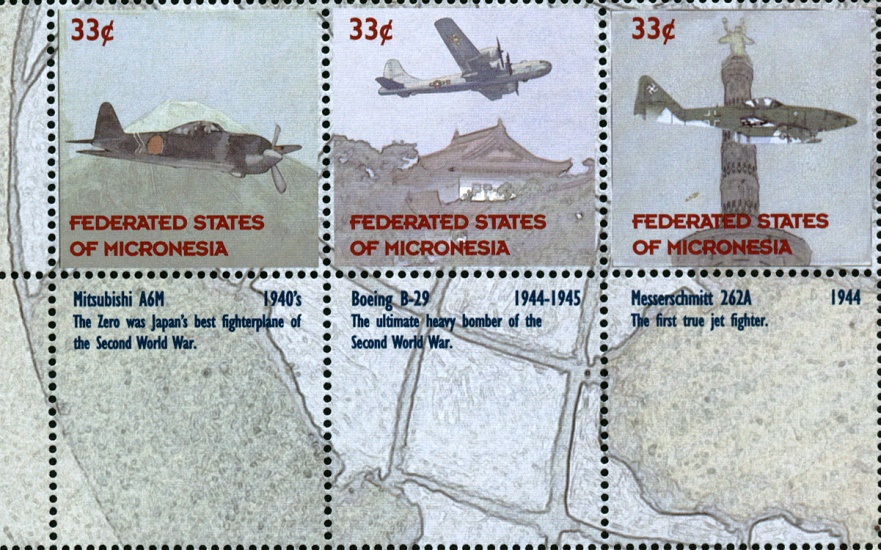 33¢
FEDERATED STATES
OF MICRONESIA
Mitsubishi A6M 1940's
The Zero was Japan's best fighterplane of
the Second World War.
33¢
FEDERATED STATES
OF MICRONESIA
Boeing B-29 1944-1945
The ultimate heavy bomber of the
Second World War.
33¢
FEDERATED STATES
OF MICRONESIA
Messerschmitt 262A 1944
The first true jet fighter.